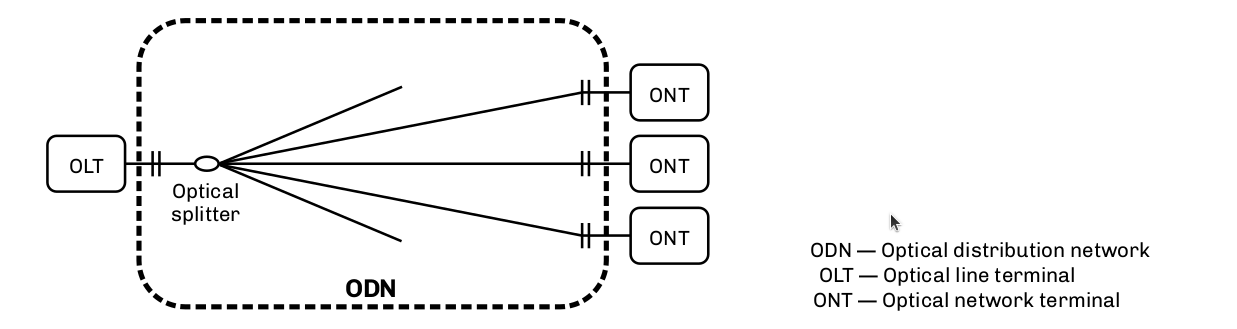 ONT
OLT
ONT
Optical
splitter
ONT
ODN
ODN — Optical distribution network
OLT — Optical line terminal
ONT — Optical network terminal